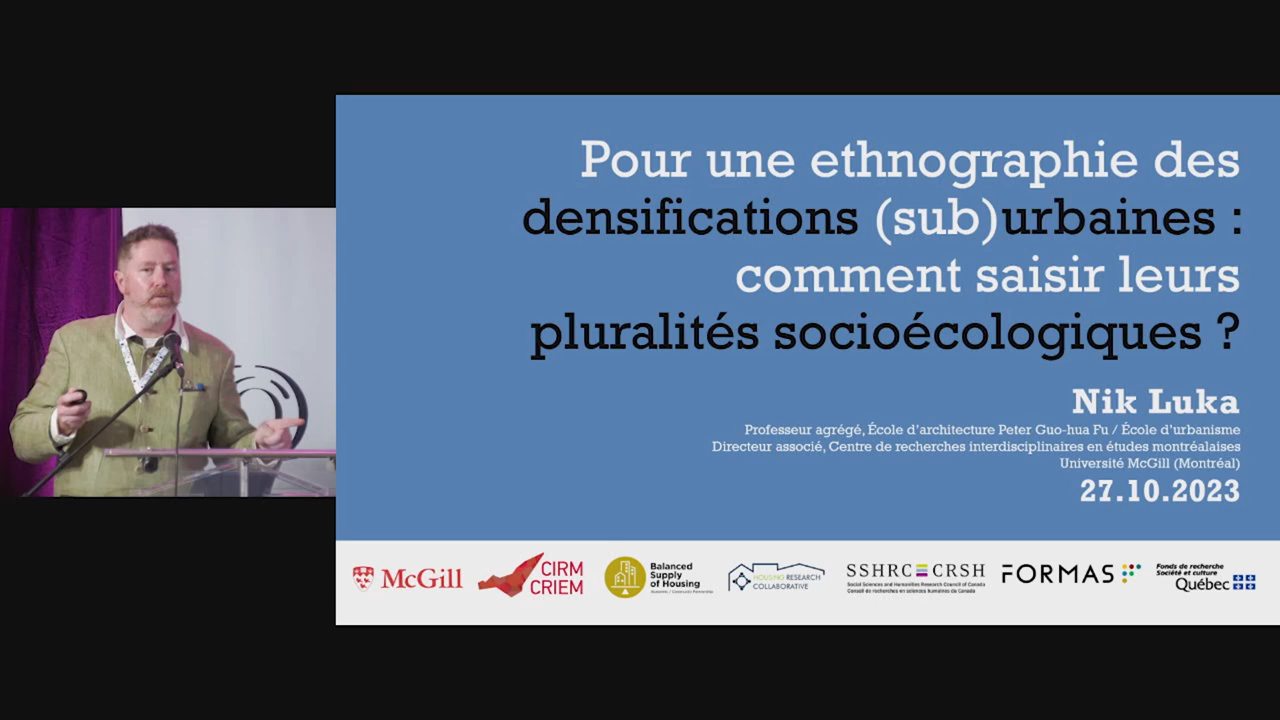 Pour une ethnographie des
densifications (sub)urbaines :
comment saisir leurs
pluralités socioécologiques ?
Nik Luka
Professeur agrégé, École d'architecture Peter Guo-hua Fu / École d'urbanisme
Directeur associé, Centre de recherches interdisciplinaires en études montréalaises
Université McGill (Montréal)
27.10.2023
McGill
CIRM
CRIEM
Balanced
Supply
of Housing
Academic / Community Partnership
HOUSING RESEARCH
COLLABORATIVE
SSHRC CRSH
Social Sciences and Humanities Research Council of Canada
Conseil de recherches en sciences humaines du Canada
FORMAS
Fonds de recherche
Société et culture
Québec